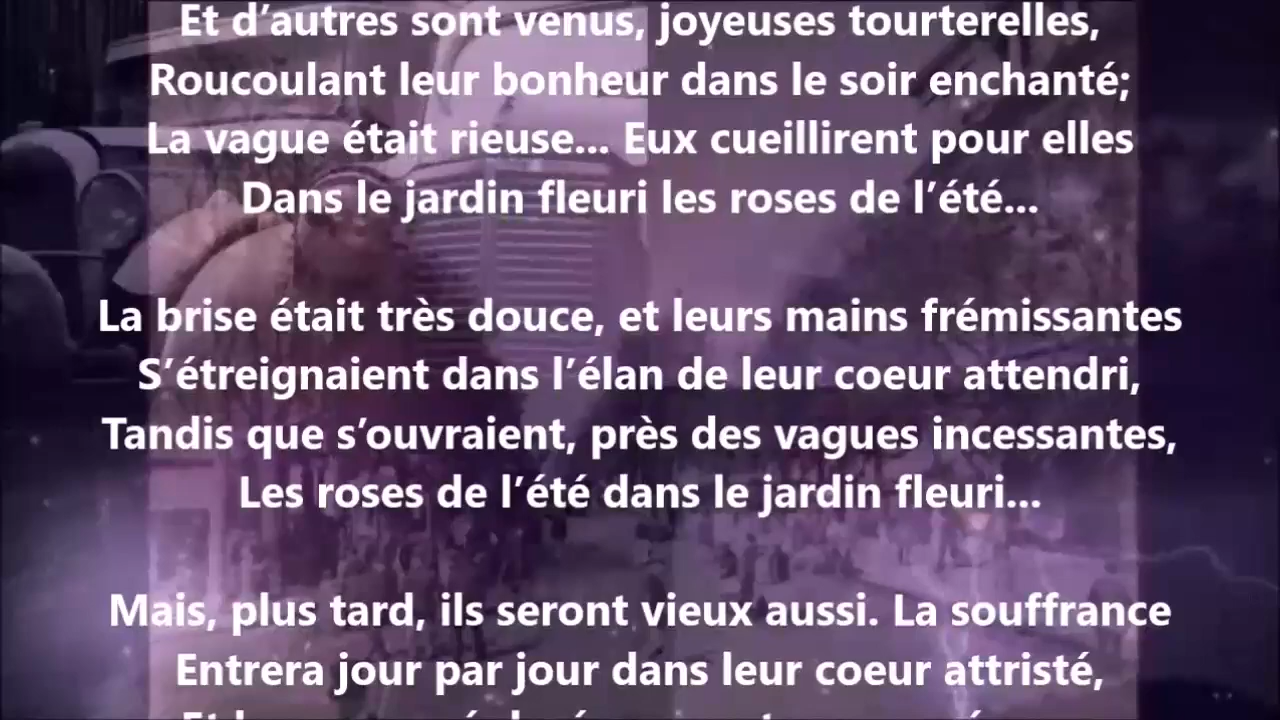 Et d’autres sont venus, joyeuses tourterelles,
Roucoulant leur bonheur dans le soir enchanté;
La vague était rieuse... Eux cueillirent pour elles
Dans le jardin fleuri les roses de l’été...
La brise était très douce, et leurs mains frémissantes
S’étreignaient dans l’élan de leur coeur attendri,
Tandis que s’ouvraient, près des vagues incessantes,
Les roses de l’été dans le jardin fleuri...
Mais, plus tard, ils seront vieux aussi. La souffrance
Entrera jour par jour dans leur coeur attristé,